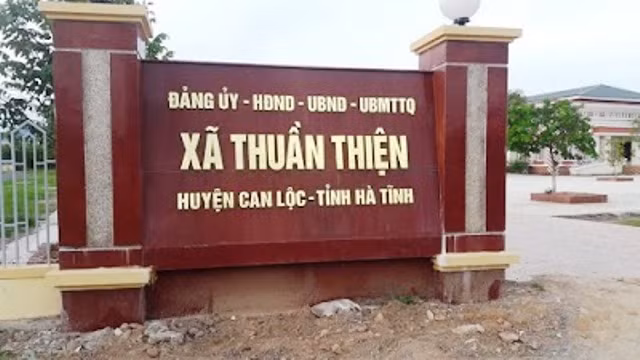 ĐẢNG ỦY - HĐND - UBND - UBMTTQ
XÃ THUẦN THIỆN
HUYỆN CAN LỘC - TỈNH HÀ TĨNH